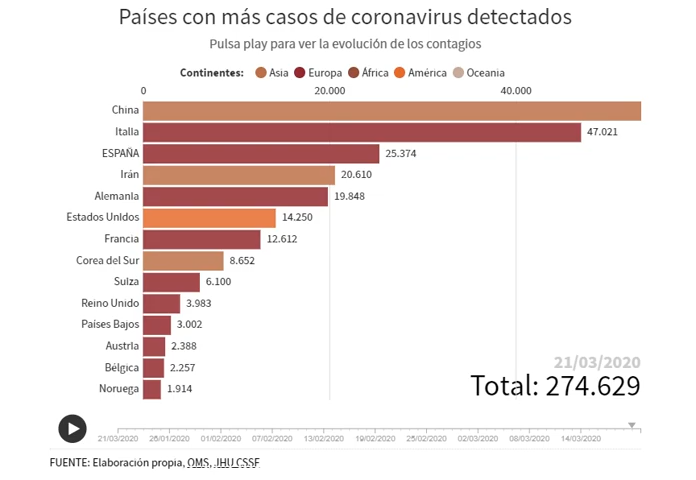 Países con más casos de coronavirus detectados
Pulsa play para ver la evolución de los contagios
Continentes: Asia Europa África América Oceania
0 20.000 40.000
China
Italia 47.021
ESPAÑA 25.374
Irán 20.610
Alemania 19.848
Estados Unidos 14.250
Francia 12.612
Corea del Sur 8.652
Suiza 6.100
Reino Unido 3.983
Países Bajos 3.002
Austria 2.388
Bélgica 2.257
Noruega 1.914
21/03/2020
Total: 274.629
21/03/2020 26/01/2020 01/02/2020 07/02/2020 13/02/2020 19/02/2020 25/02/2020 02/03/2020 08/03/2020 14/03/2020
FUENTE: Elaboración propia, OMS, JHU CSSE